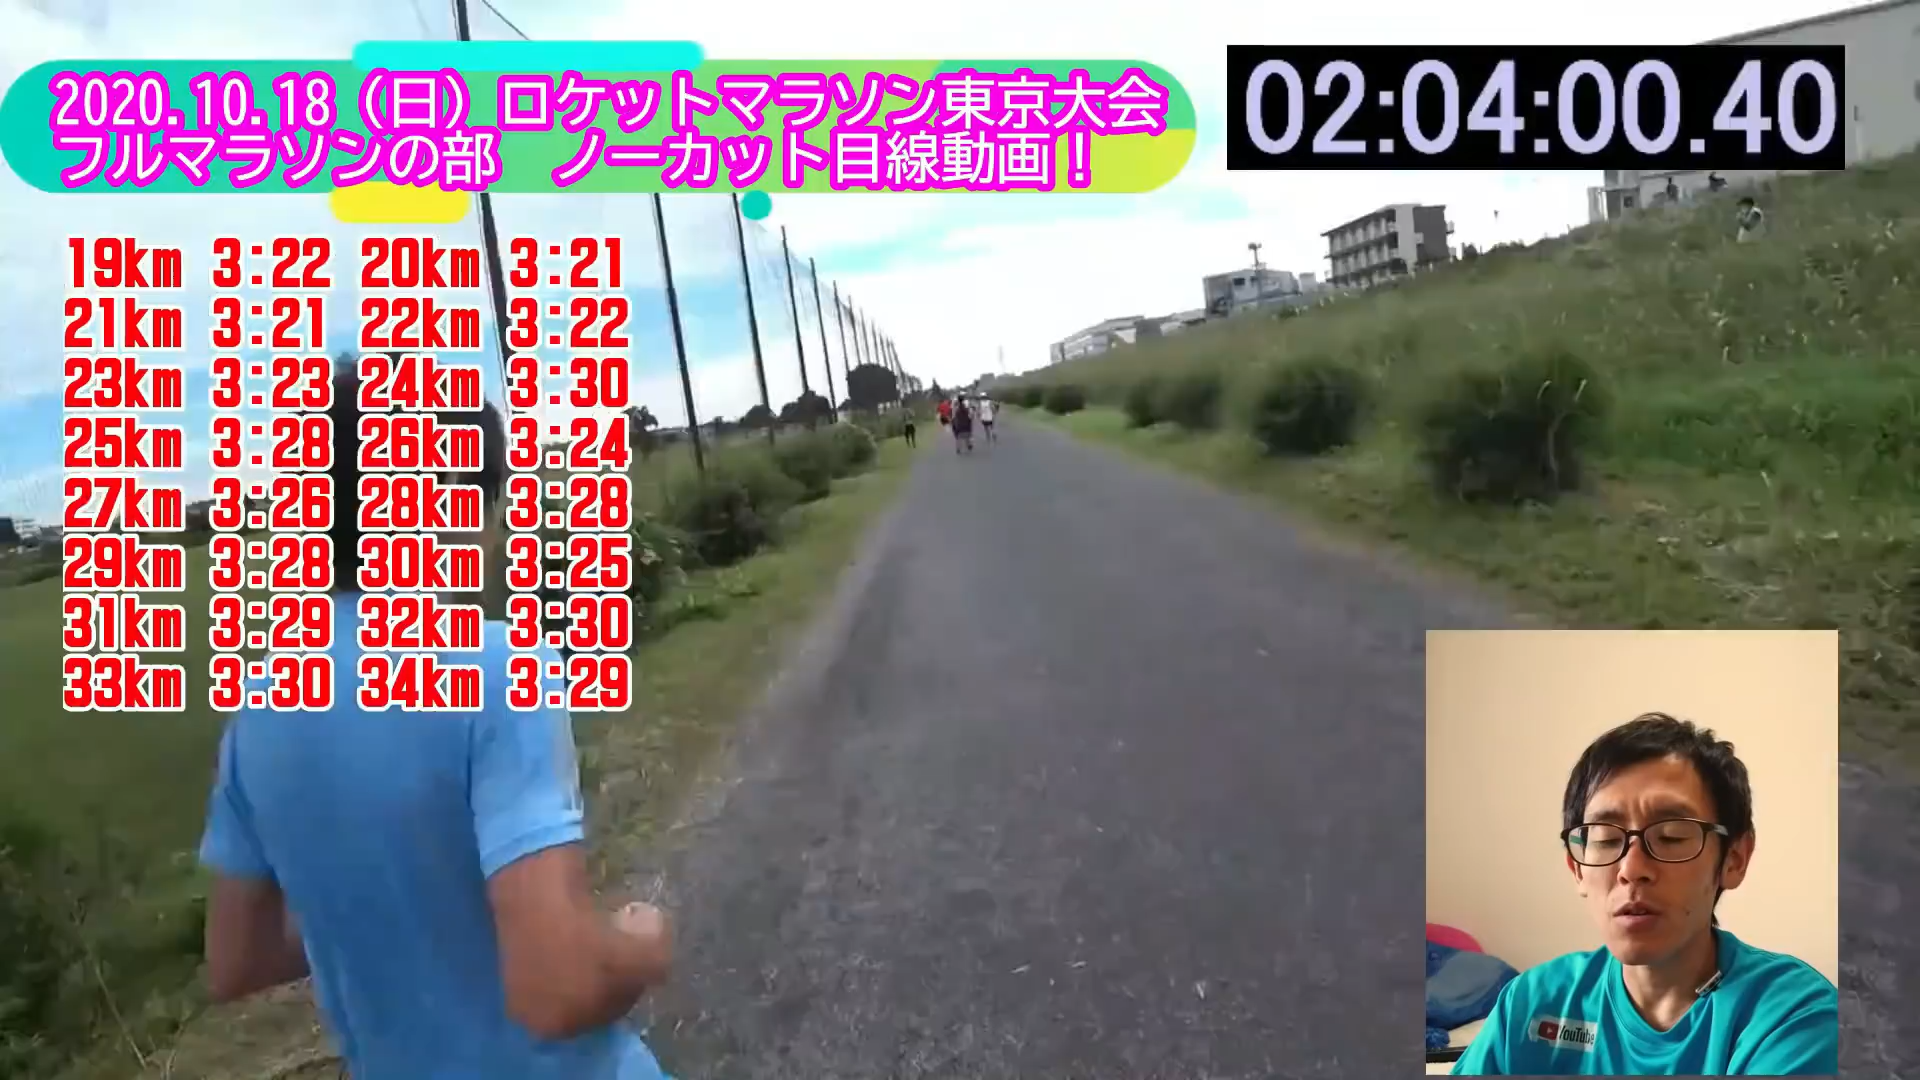 2020.10.18（日）ロケットマラソン東京大会
フルマラソンの部　ノーカット目線動画！
02:04:00.40
19km 3:22 20km 3:21
21km 3:21 22km 3:22
23km 3:23 24km 3:30
25km 3:28 26km 3:24
27km 3:26 28km 3:28
29km 3:28 30km 3:25
31km 3:29 32km 3:30
33km 3:30 34km 3:29
YouTube